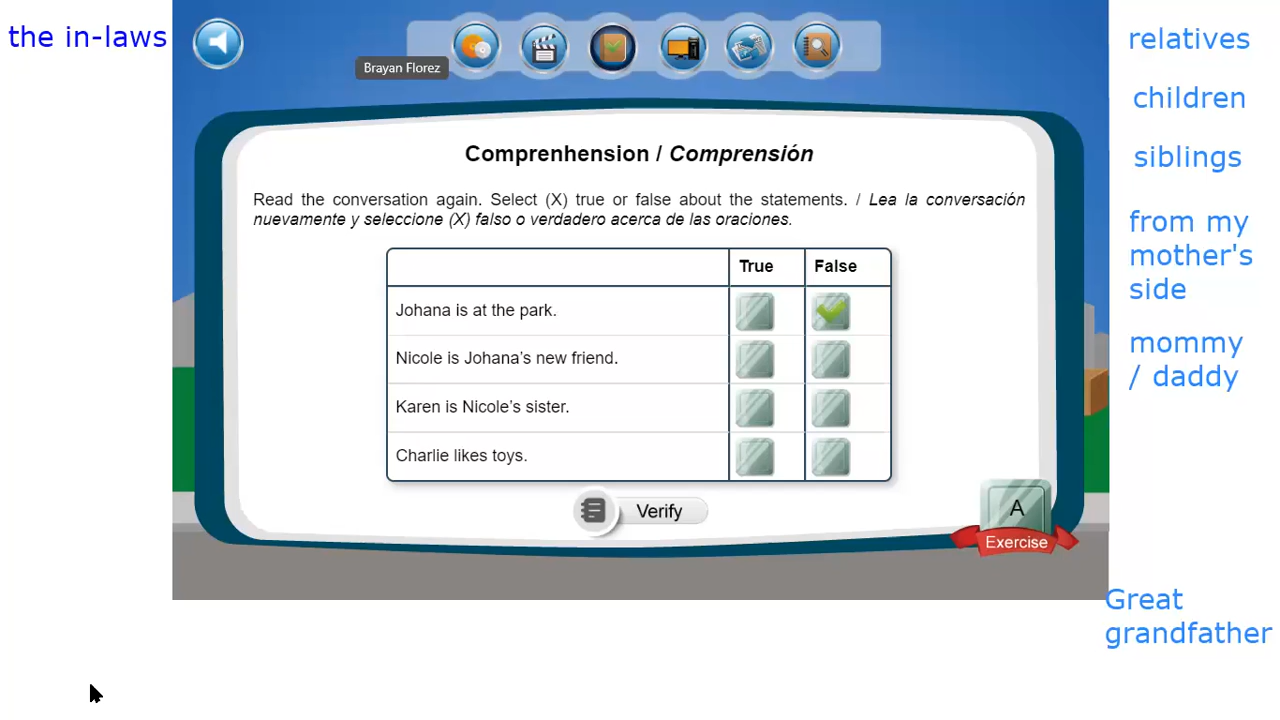 the in-laws
Brayan Florez
relatives
children
siblings
from my
mother's
side
mommy
/ daddy
Great
grandfather
Comprenhension / Comprensión
Read the conversation again. Select (X) true or false about the statements. / Lea la conversación
nuevamente y seleccione (X) falso o verdadero acerca de las oraciones.
True False
Johana is at the park.
Nicole is Johana’s new friend.
Karen is Nicole’s sister.
Charlie likes toys.
Verify
A
Exercise